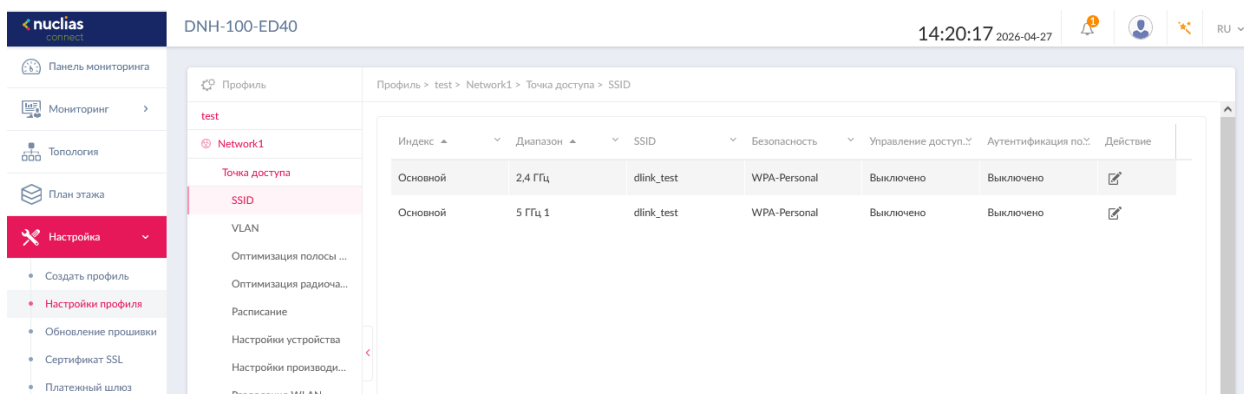 nuclias
connect
DNH-100-ED40
14:20:17 2026-04-27
1
RU
Панель мониторинга
Мониторинг
Топология
План этажа
Настройка
Создать профиль
Настройки профиля
Обновление прошивки
Сертификат SSL
Платежный шлюз
Профиль
test
Network1
Точка доступа
SSID
VLAN
Оптимизация полосы ...
Оптимизация радиоча...
Расписание
Настройки устройства
Настройки производи...
Профиль > test > Network1 > Точка доступа > SSID
Индекс Диапазон SSID Безопасность Управление доступ... Аутентификация по... Действие
Основной 2,4 ГГц dlink_test WPA-Personal Выключено Выключено
Основной 5 ГГц 1 dlink_test WPA-Personal Выключено Выключено